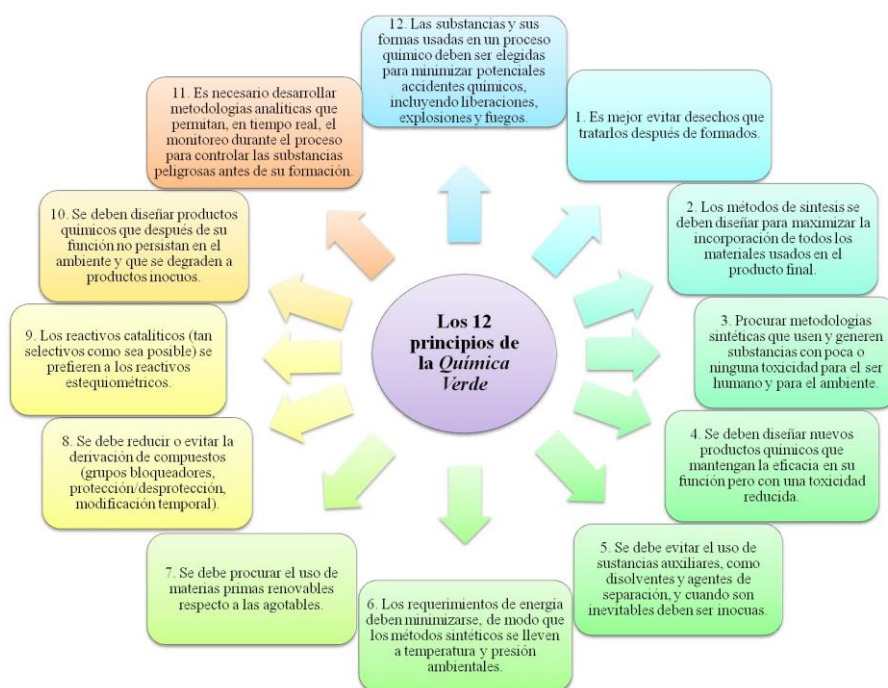 Los 12
principios de
la Química
Verde
1. Es mejor evitar desechos que
tratarlos después de formados.
2. Los métodos de síntesis se
deben diseñar para maximizar la
incorporación de todos los
materiales usados en el
producto final.
3. Procurar metodologías
sintéticas que usen y generen
substancias con poca o
ninguna toxicidad para el ser
humano y para el ambiente.
4. Se deben diseñar nuevos
productos químicos que
mantengan la eficacia en su
función pero con una toxicidad
reducida.
5. Se debe evitar el uso de
sustancias auxiliares, como
disolventes y agentes de
separación, y cuando son
inevitables deben ser inocuas.
6. Los requerimientos de energía
deben minimizarse, de modo que
los métodos sintéticos se lleven
a temperatura y presión
ambientales.
7. Se debe procurar el uso de
materias primas renovables
respecto a las agotables.
8. Se debe reducir o evitar la
derivación de compuestos
(grupos bloqueadores,
protección/desprotección,
modificación temporal).
9. Los reactivos catalíticos (tan
selectivos como sea posible) se
prefieren a los reactivos
estequiométricos.
10. Se deben diseñar productos
químicos que después de su
función no persistan en el
ambiente y que se degraden a
productos inocuos.
11. Es necesario desarrollar
metodologías analíticas que
permitan, en tiempo real, el
monitoreo durante el proceso
para controlar las substancias
peligrosas antes de su formación.
12. Las substancias y sus
formas usadas en un proceso
químico deben ser elegidas
para minimizar potenciales
accidentes químicos,
incluyendo liberaciones,
explosiones y fuegos.